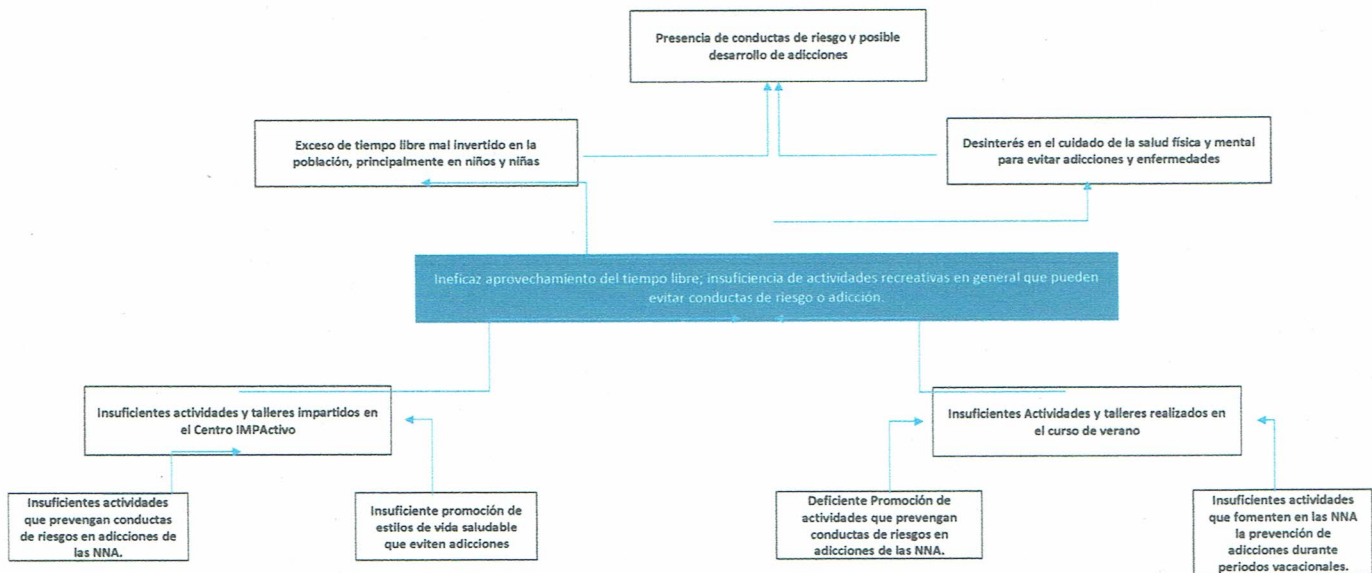 Presencia de conductas de riesgo y posible
desarrollo de adicciones
Exceso de tiempo libre mal invertido en la
población, principalmente en niños y niñas
Desinterés en el cuidado de la salud física y mental
para evitar adicciones y enfermedades
Ineficaz aprovechamiento del tiempo libre; insuficiencia de actividades recreativas en general que pueden
evitar conductas de riesgo o adicción.
Insuficientes actividades y talleres impartidos en
el Centro IMPActivo
Insuficientes Actividades y talleres realizados en
el curso de verano
Insuficientes actividades
que prevengan conductas
de riesgos en adicciones de
las NNA.
Insuficiente promoción de
estilos de vida saludable
que eviten adicciones
Deficiente Promoción de
actividades que prevengan
conductas de riesgos en
adicciones de las NNA.
Insuficientes actividades
que fomenten en las NNA
la prevención de
adicciones durante
periodos vacacionales.